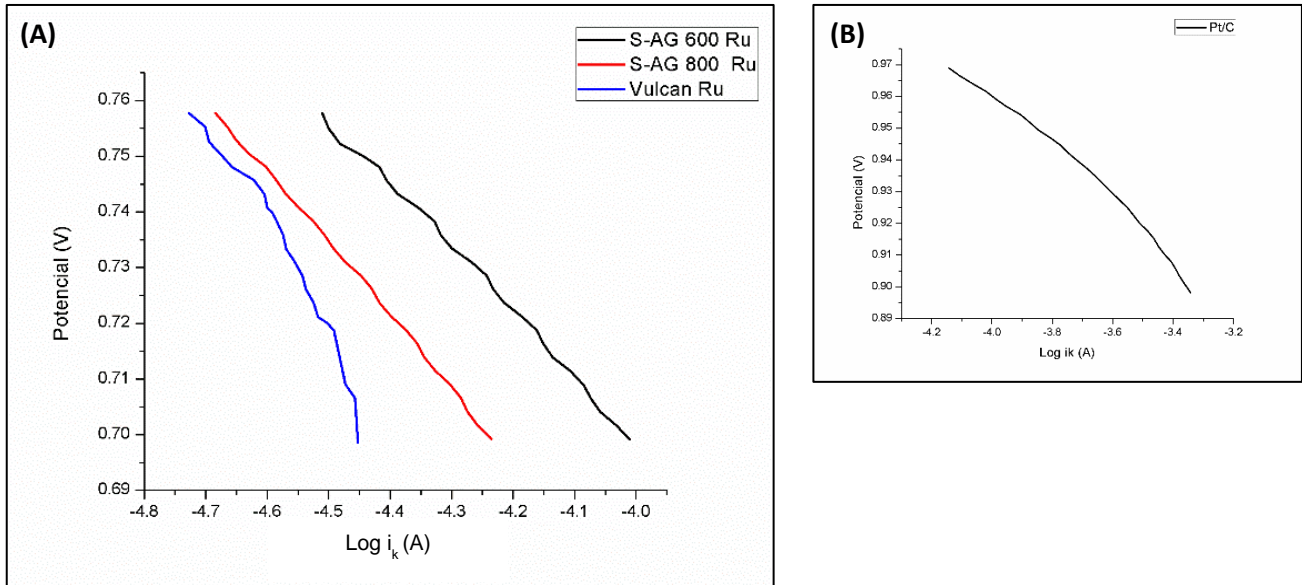 (A)
S-AG 600 Ru
S-AG 800 Ru
Vulcan Ru
0.76
0.75
0.74
0.73
0.72
0.71
0.70
0.69
Potencial (V)
-4.8 -4.7 -4.6 -4.5 -4.4 -4.3 -4.2 -4.1 -4.0
Log ik (A)
(B)
Pt/C
0.97
0.96
0.95
0.94
0.93
0.92
0.91
0.90
0.89
Potencial (V)
-4.2 -4.0 -3.8 -3.6 -3.4 -3.2
Log ik (A)